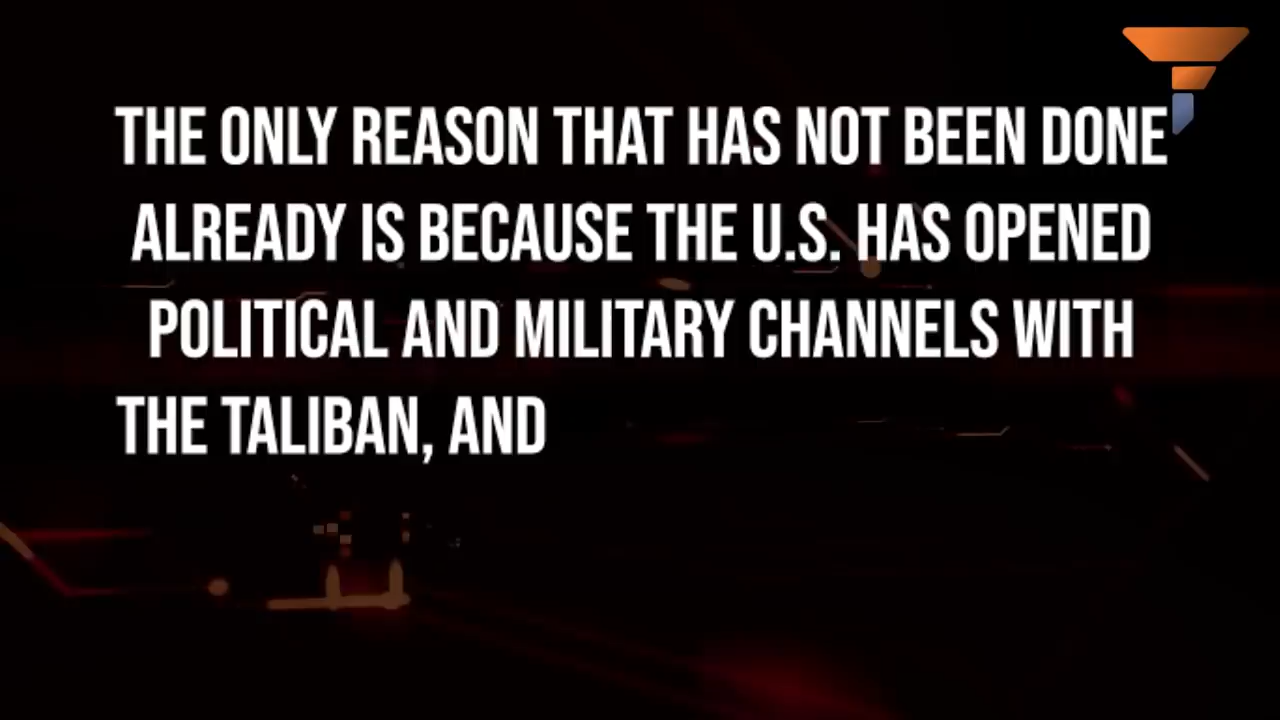 THE ONLY REASON THAT HAS NOT BEEN DONE
ALREADY IS BECAUSE THE U.S. HAS OPENED
POLITICAL AND MILITARY CHANNELS WITH
THE TALIBAN, AND